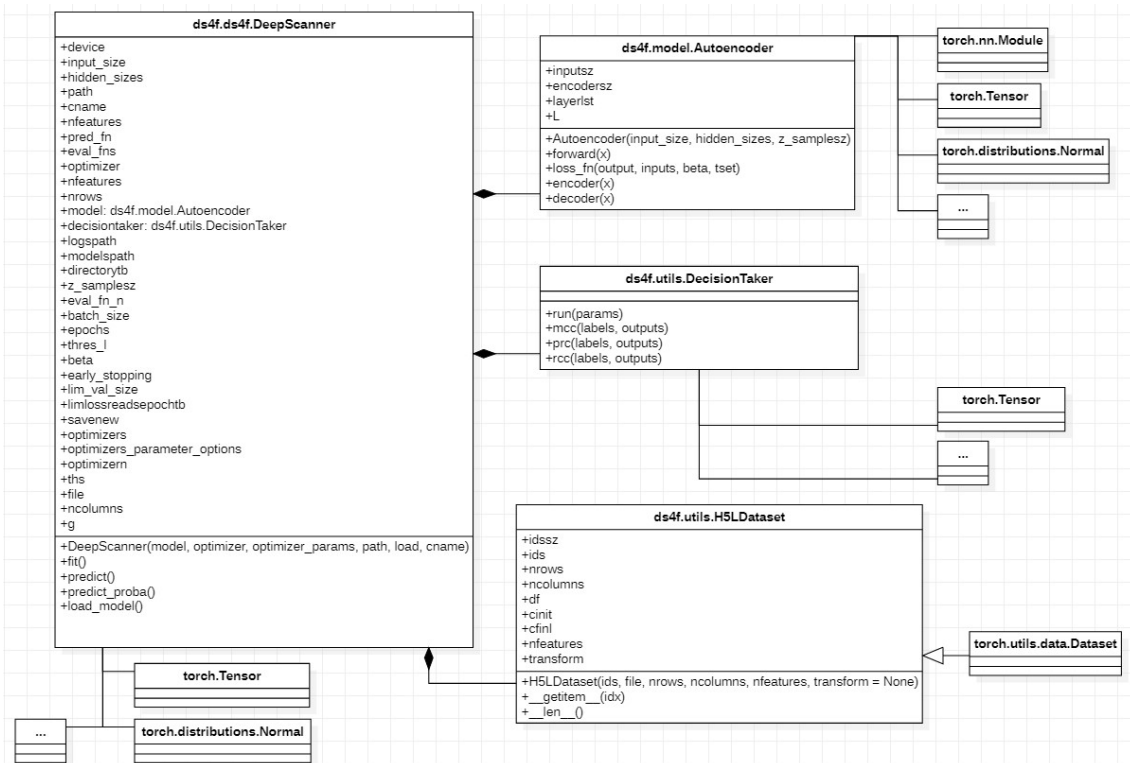 ds4f.ds4f.DeepScanner
+device
+input_size
+hidden_sizes
+path
+cname
+nfeatures
+pred_fn
+eval_fns
+optimizer
+nfeatures
+nrows
+model: ds4f.model.Autoencoder
+decisiontaker: ds4f.utils.DecisionTaker
+logspath
+modelspath
+directorytb
+z_samplesz
+eval_fn_n
+batch_size
+epochs
+thres_l
+beta
+early_stopping
+lim_val_size
+limlossreadsepochtb
+savenew
+optimizers
+optimizers_parameter_options
+optimizern
+ths
+file
+ncolumns
+g
+DeepScanner(model, optimizer, optimizer_params, path, load, cname)
+fit()
+predict()
+predict_proba()
+load_model()
ds4f.model.Autoencoder
+inputsz
+encodersz
+layerlst
+L
+Autoencoder(input_size, hidden_sizes, z_samplesz)
+forward(x)
+loss_fn(output, inputs, beta, tset)
+encoder(x)
+decoder(x)
torch.nn.Module
torch.Tensor
torch.distributions.Normal
...
ds4f.utils.DecisionTaker
+run(params)
+mcc(labels, outputs)
+prc(labels, outputs)
+rcc(labels, outputs)
torch.Tensor
...
ds4f.utils.H5LDataset
+idssz
+ids
+nrows
+ncolumns
+df
+cinit
+cfinl
+nfeatures
+transform
+H5LDataset(ids, file, nrows, ncolumns, nfeatures, transform = None)
+__getitem__(idx)
+__len__()
torch.utils.data.Dataset
torch.Tensor
...
torch.distributions.Normal